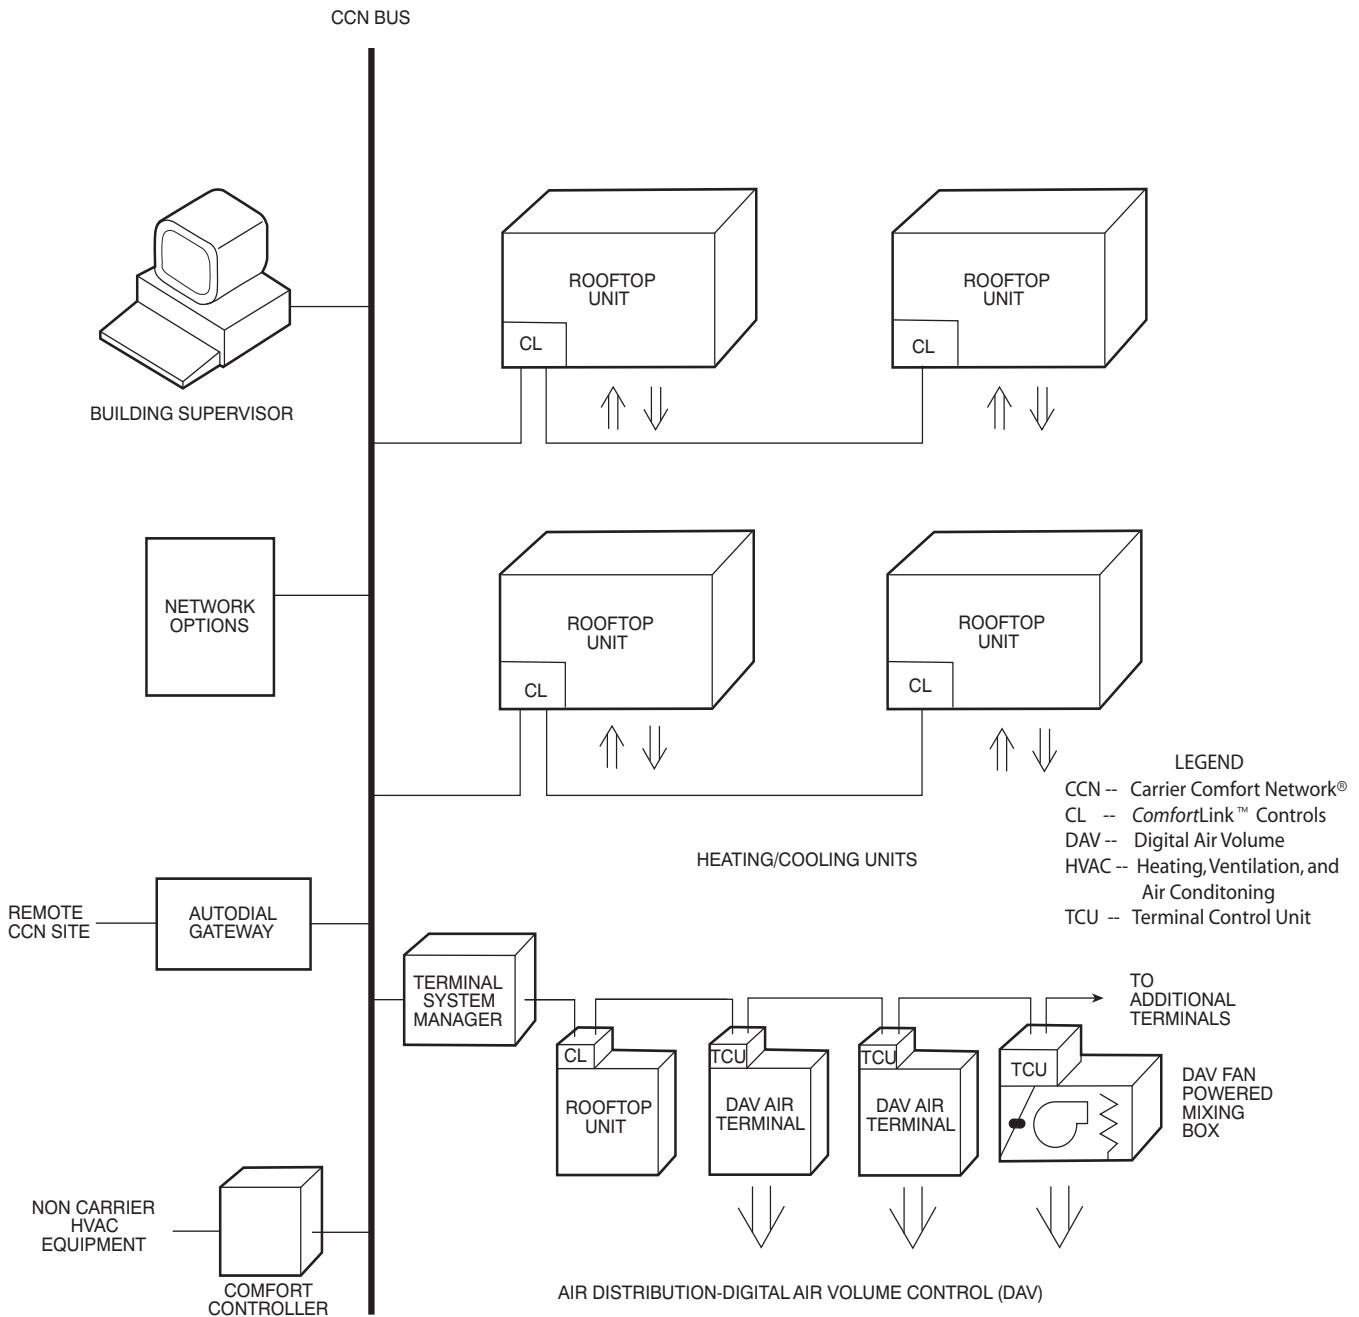 CCN BUS
ROOFTOP
UNIT
CL
ROOFTOP
UNIT
CL
BUILDING SUPERVISOR
NETWORK
OPTIONS
ROOFTOP
UNIT
CL
ROOFTOP
UNIT
CL
LEGEND
CCN -- Carrier Comfort Network®
CL -- ComfortLink™ Controls
DAV -- Digital Air Volume
HVAC -- Heating, Ventilation, and
Air Conditoning
TCU -- Terminal Control Unit
HEATING/COOLING UNITS
REMOTE
CCN SITE
AUTODIAL
GATEWAY
TERMINAL
SYSTEM
MANAGER
TO
ADDITIONAL
TERMINALS
CL
ROOFTOP
UNIT
TCU
DAV AIR
TERMINAL
TCU
DAV AIR
TERMINAL
TCU
DAV FAN
POWERED
MIXING
BOX
NON CARRIER
HVAC
EQUIPMENT
COMFORT
CONTROLLER
AIR DISTRIBUTION-DIGITAL AIR VOLUME CONTROL (DAV)